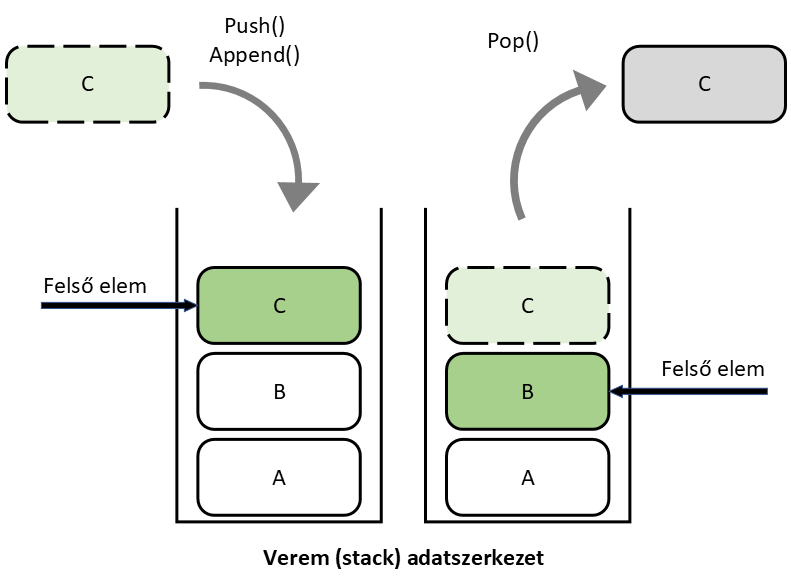 Push()
Append()
Pop()
C
C
Felső elem
C
C
B
B
Felső elem
A
A
Verem (stack) adatszerkezet